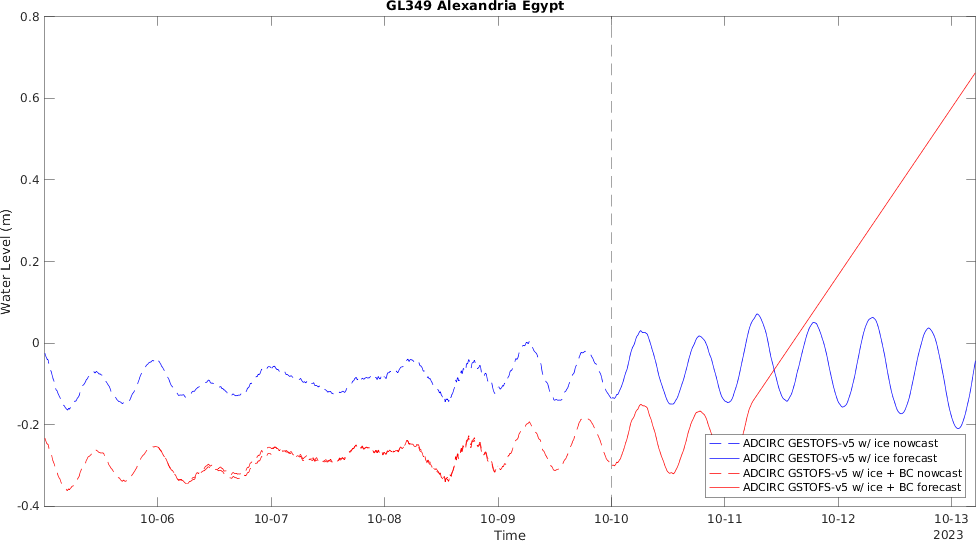 GL349 Alexandria Egypt
0.8
0.6
0.4
0.2
0
-0.2
-0.4
Water Level (m)
ADCIRC GESTOFS-v5 w/ ice nowcast
ADCIRC GESTOFS-v5 w/ ice forecast
ADCIRC GSTOFS-v5 w/ ice + BC nowcast
ADCIRC GSTOFS-v5 w/ ice + BC forecast
10-06 10-07 10-08 10-09 10-10 10-11 10-12 10-13
2023
Time